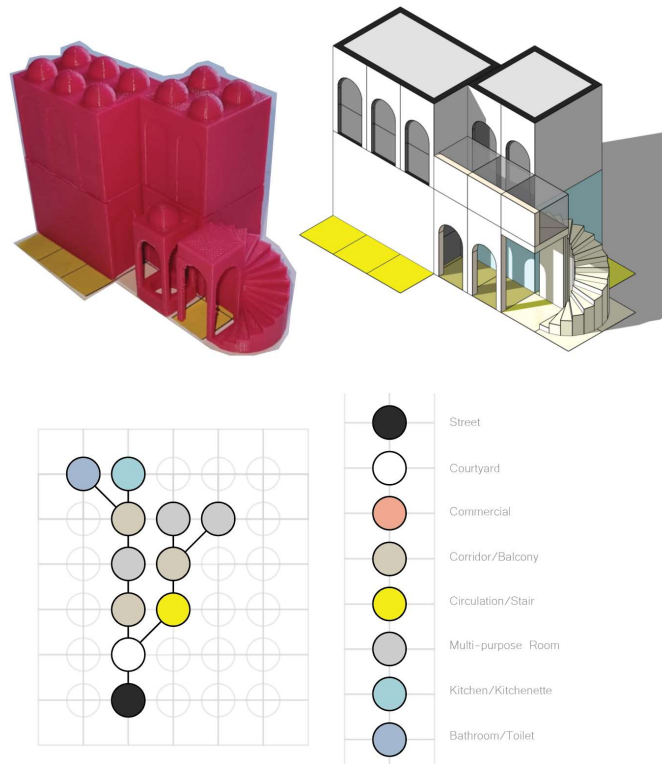 Street
Courtyard
Commercial
Corridor/Balcony
Circulation/Stair
Multi-purpose Room
Kitchen/Kitchenette
Bathroom/Toilet